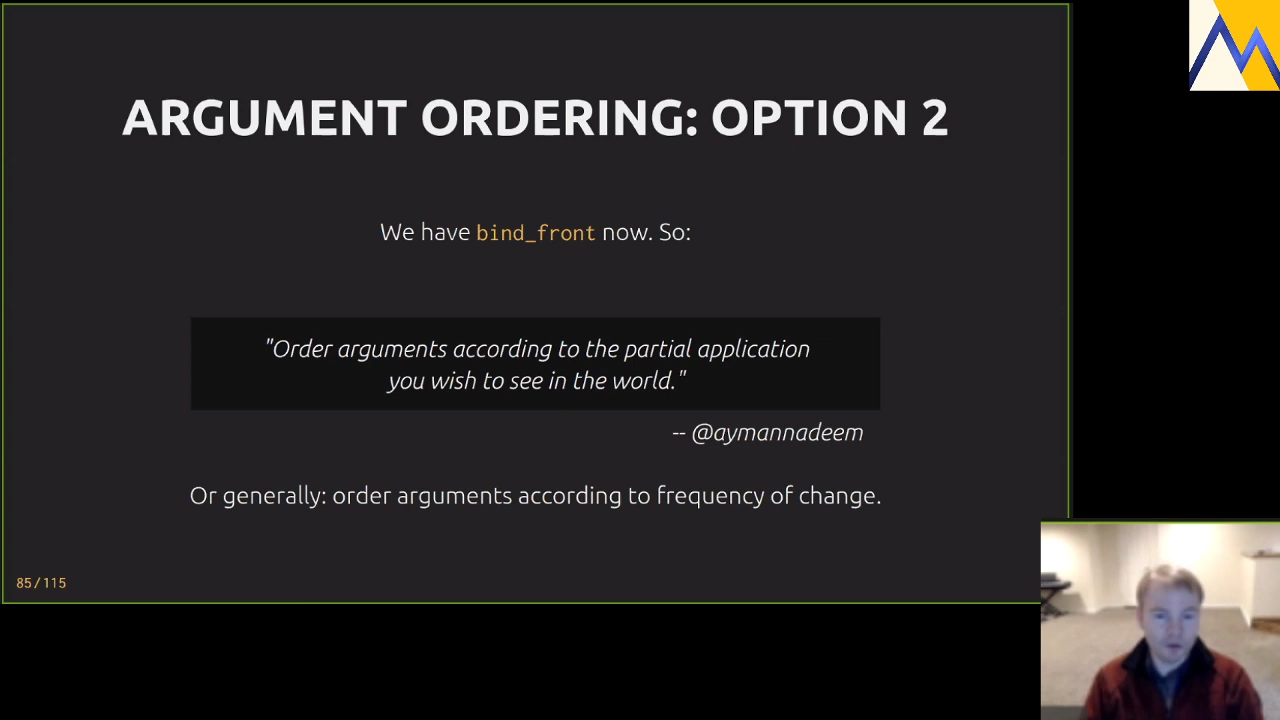 ARGUMENT ORDERING: OPTION 2
We have bind_front now. So:
"Order arguments according to the partial application
you wish to see in the world."
-- @aymannadeem
Or generally: order arguments according to frequency of change.
85 / 115